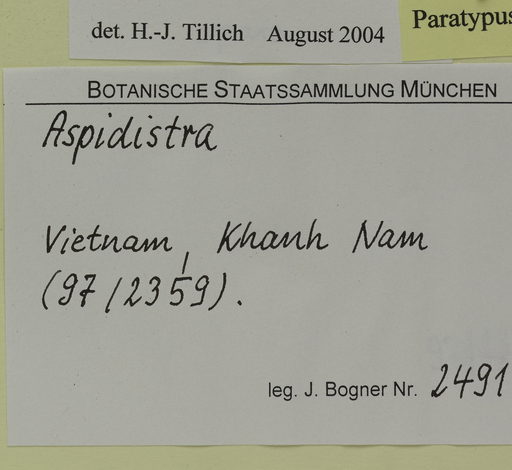 det. H.-J. Tillich August 2004
Paratypus
BOTANISCHE STAATSSAMMLUNG MÜNCHEN
Aspidistra
Vietnam, Khanh Nam
(97/2359).
leg. J. Bogner Nr. 2491